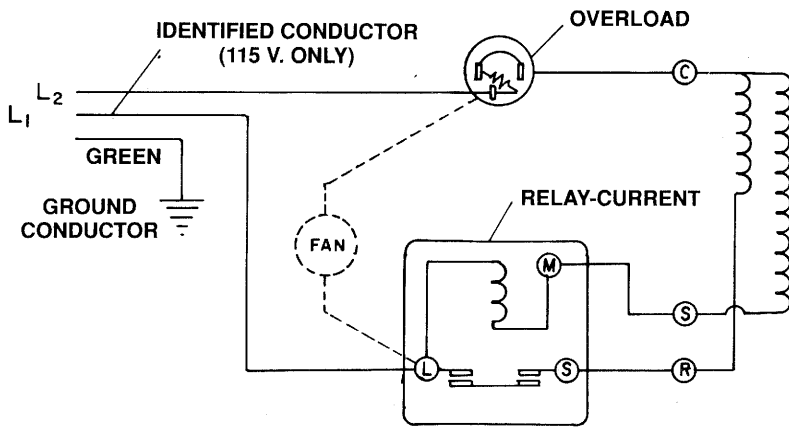 OVERLOAD
IDENTIFIED CONDUCTOR
(115 V. ONLY)
C
L2
L1
GREEN
GROUND
CONDUCTOR
RELAY-CURRENT
FAN
M
S
L
S
R